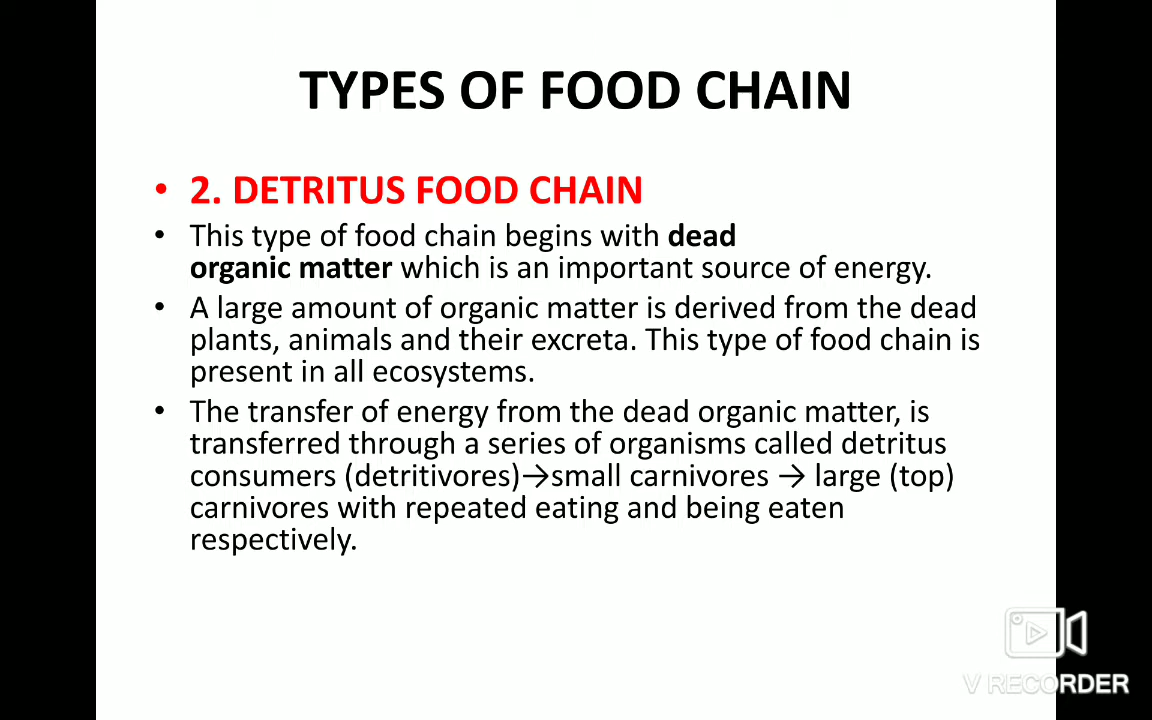 TYPES OF FOOD CHAIN
• 2. DETRITUS FOOD CHAIN
• This type of food chain begins with dead
organic matter which is an important source of energy.
• A large amount of organic matter is derived from the dead
plants, animals and their excreta. This type of food chain is
present in all ecosystems.
• The transfer of energy from the dead organic matter, is
transferred through a series of organisms called detritus
consumers (detritivores)→small carnivores → large (top)
carnivores with repeated eating and being eaten
respectively.
V RECORDER